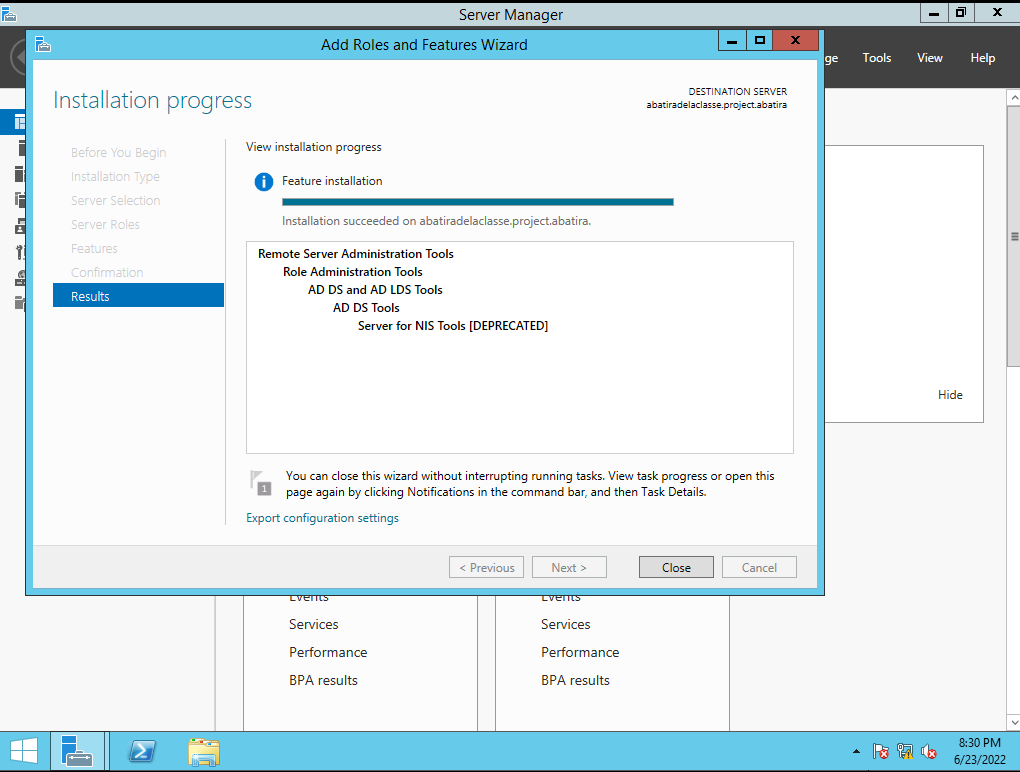 Server Manager
Add Roles and Features Wizard
ge
Tools
View
Help
Installation progress
DESTINATION SERVER
abatiradelaclasse.project.abatira
Before You Begin
Installation Type
Server Selection
Server Roles
Features
Confirmation
Results
View installation progress
Feature installation
Installation succeeded on abatiradelaclasse.project.abatira.
Remote Server Administration Tools
Role Administration Tools
AD DS and AD LDS Tools
AD DS Tools
Server for NIS Tools [DEPRECATED]
Hide
1
You can close this wizard without interrupting running tasks. View task progress or open this
page again by clicking Notifications in the command bar, and then Task Details.
Export configuration settings
< Previous
Next >
Close
Cancel
Events
Services
Performance
BPA results
Events
Services
Performance
BPA results
8:30 PM
6/23/2022